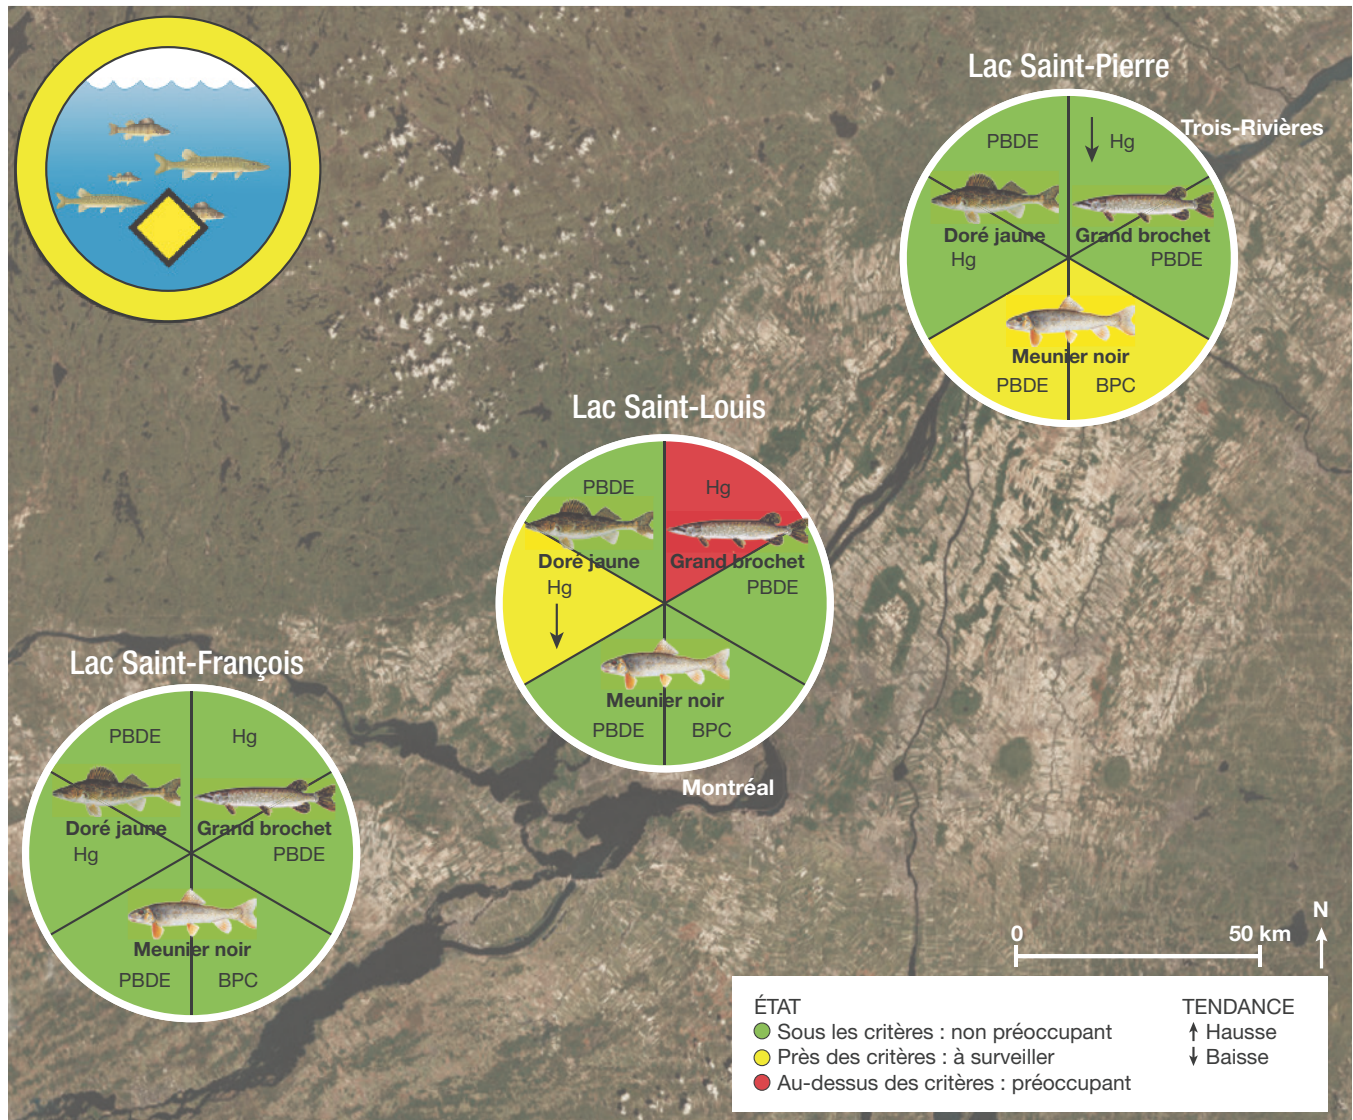 Lac Saint-Pierre
Trois-Rivières
PBDE
Hg
Doré jaune
Grand brochet
Hg
PBDE
Meunier noir
PBDE
BPC
Lac Saint-Louis
PBDE
Hg
Doré jaune
Grand brochet
Hg
PBDE
Meunier noir
PBDE
BPC
Montréal
Lac Saint-François
PBDE
Hg
Doré jaune
Grand brochet
Hg
PBDE
Meunier noir
PBDE
BPC
N
0
50 km
ÉTAT
Sous les critères : non préoccupant
Près des critères : à surveiller
Au-dessus des critères : préoccupant
TENDANCE
Hausse
Baisse